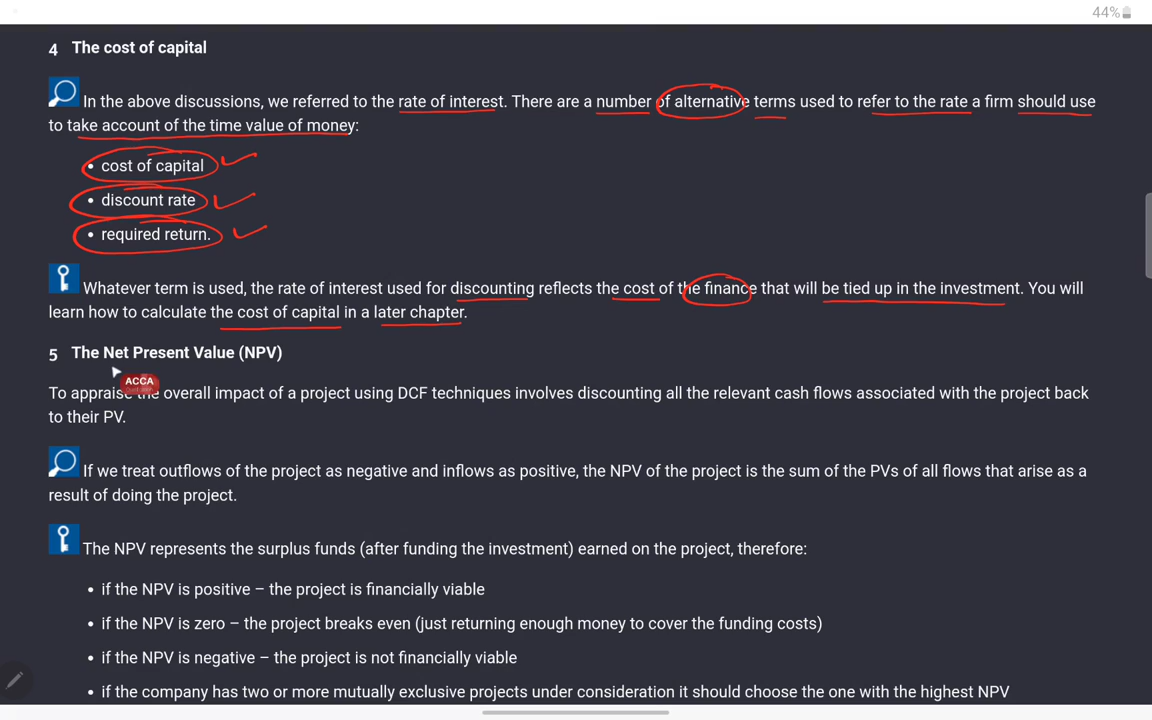 44%
4 The cost of capital
In the above discussions, we referred to the rate of interest. There are a number of alternative terms used to refer to the rate a firm should use
to take account of the time value of money:
• cost of capital
• discount rate
• required return.
Whatever term is used, the rate of interest used for discounting reflects the cost of the finance that will be tied up in the investment. You will
learn how to calculate the cost of capital in a later chapter.
5 The Net Present Value (NPV)
ACCA
To appraise the overall impact of a project using DCF techniques involves discounting all the relevant cash flows associated with the project back
to their PV.
If we treat outflows of the project as negative and inflows as positive, the NPV of the project is the sum of the PVs of all flows that arise as a
result of doing the project.
The NPV represents the surplus funds (after funding the investment) earned on the project, therefore:
• if the NPV is positive – the project is financially viable
• if the NPV is zero – the project breaks even (just returning enough money to cover the funding costs)
• if the NPV is negative – the project is not financially viable
• if the company has two or more mutually exclusive projects under consideration it should choose the one with the highest NPV